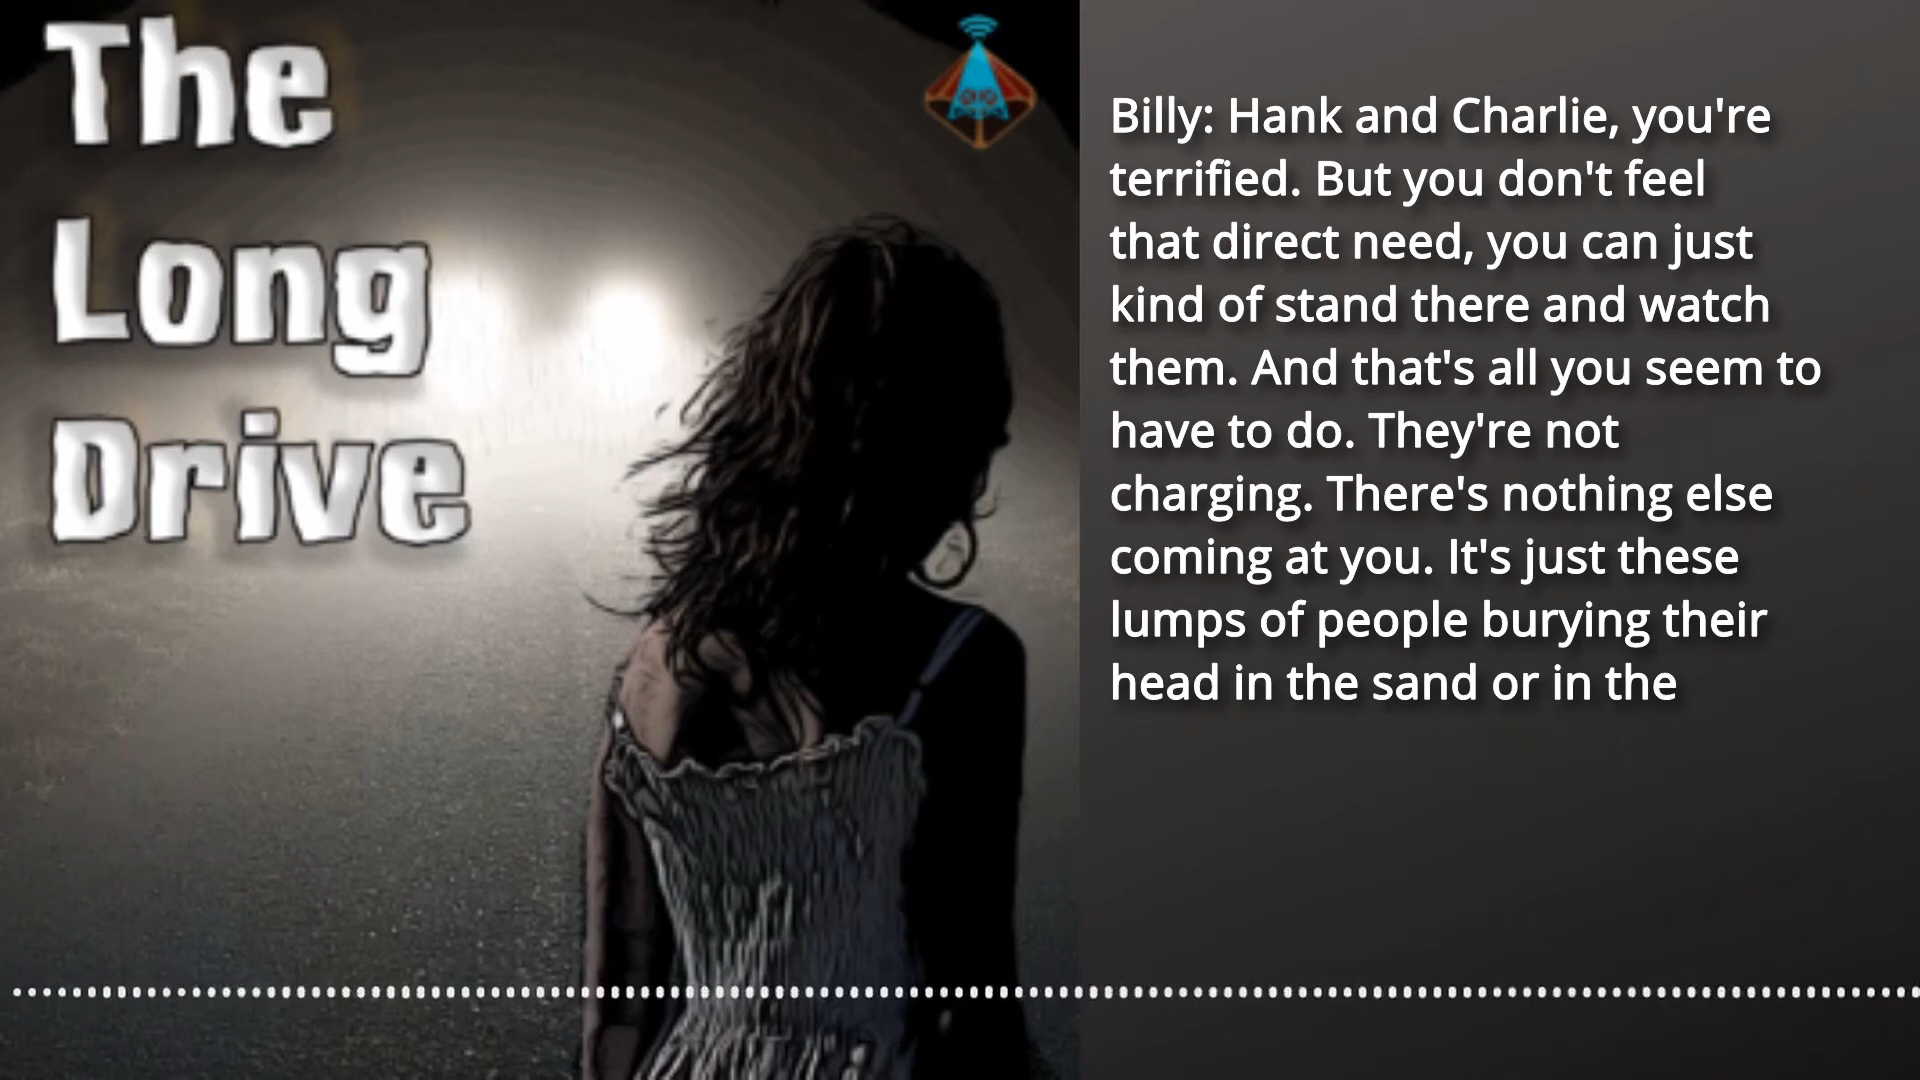 The
Long
Drive
Billy: Hank and Charlie, you're
terrified. But you don't feel
that direct need, you can just
kind of stand there and watch
them. And that's all you seem to
have to do. They're not
charging. There's nothing else
coming at you. It's just these
lumps of people burying their
head in the sand or in the